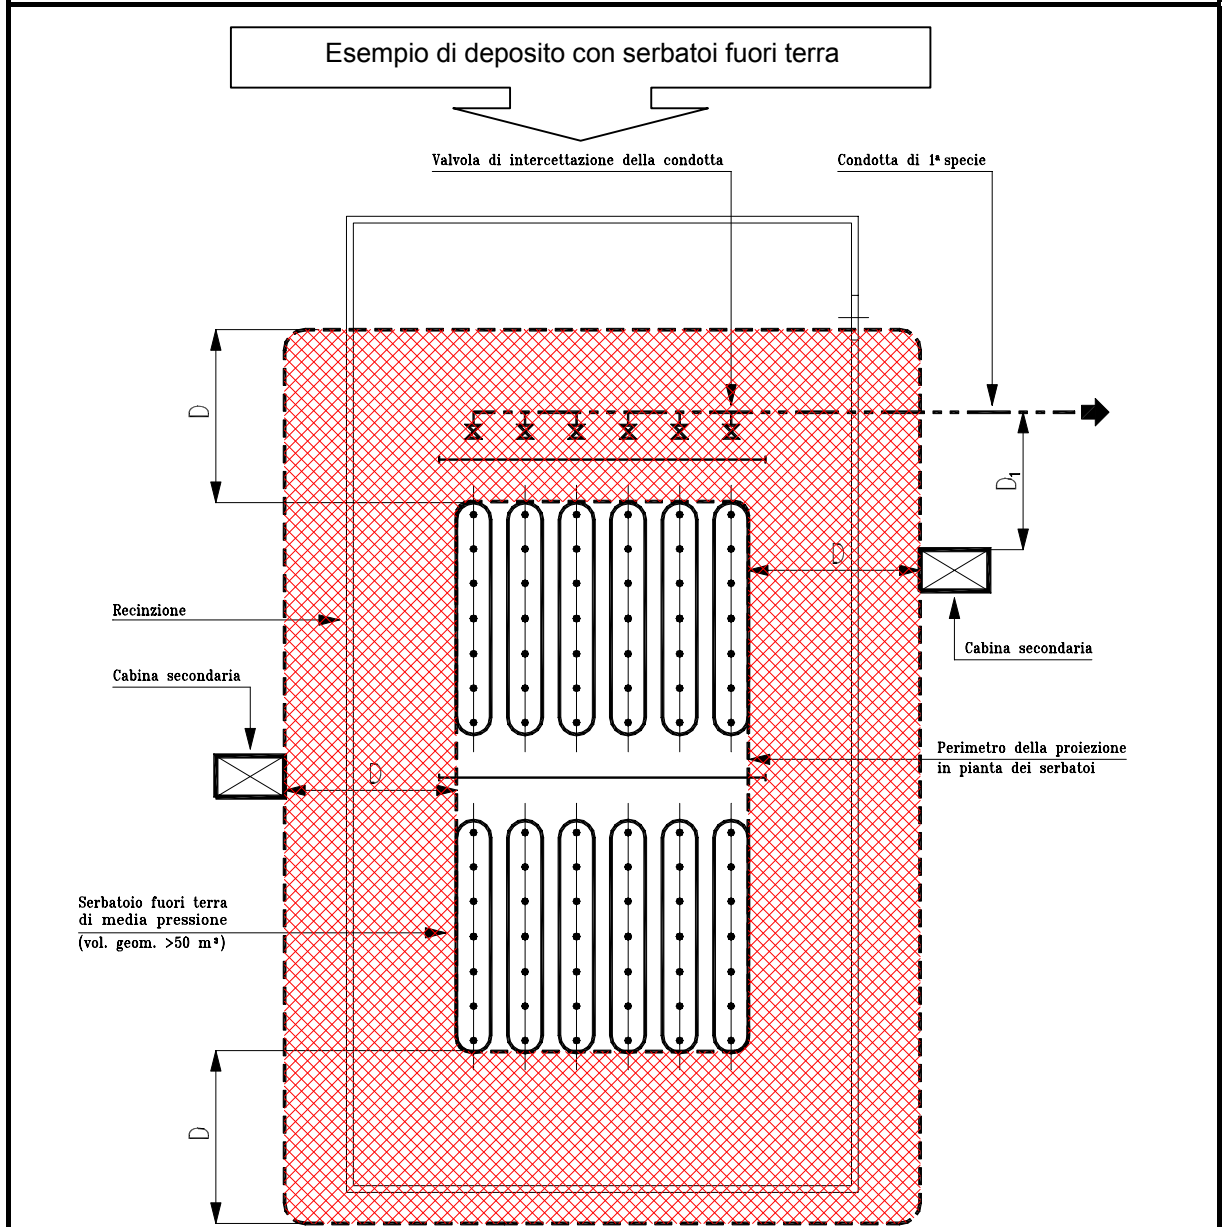 Esempio di deposito con serbatoi fuori terra
Valvola di intercettazione della condotta
Condotta di 1ª specie
D
D₁
D
Recinzione
Cabina secondaria
Cabina secondaria
Perimetro della proiezione
in pianta dei serbatoi
D
Serbatoio fuori terra
di media pressione
(vol. geom. >50 m³)
D